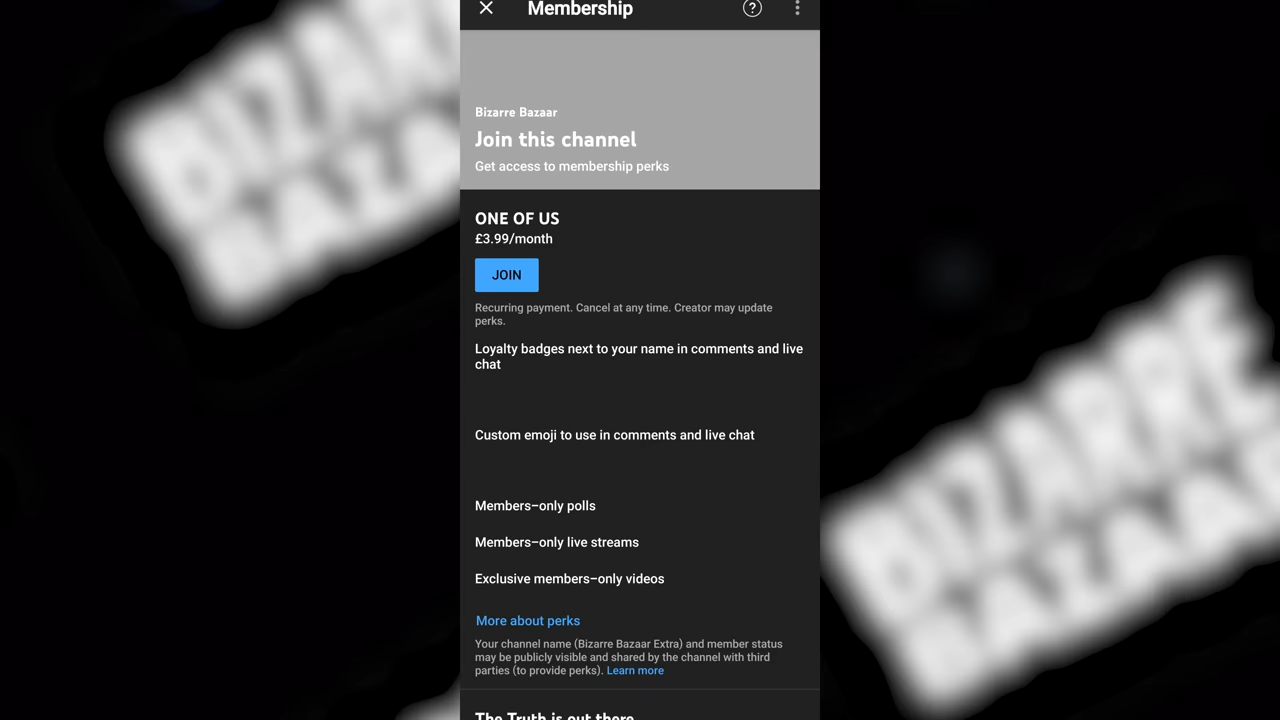 Membership
Bizarre Bazaar
Join this channel
Get access to membership perks
ONE OF US
£3.99/month
JOIN
Recurring payment. Cancel at any time. Creator may update
perks.
Loyalty badges next to your name in comments and live
chat
Custom emoji to use in comments and live chat
Members-only polls
Members-only live streams
Exclusive members-only videos
More about perks
Your channel name (Bizarre Bazaar Extra) and member status
may be publicly visible and shared by the channel with third
parties (to provide perks). Learn more
The Truth is out there
BIZARRE
BAZAAR